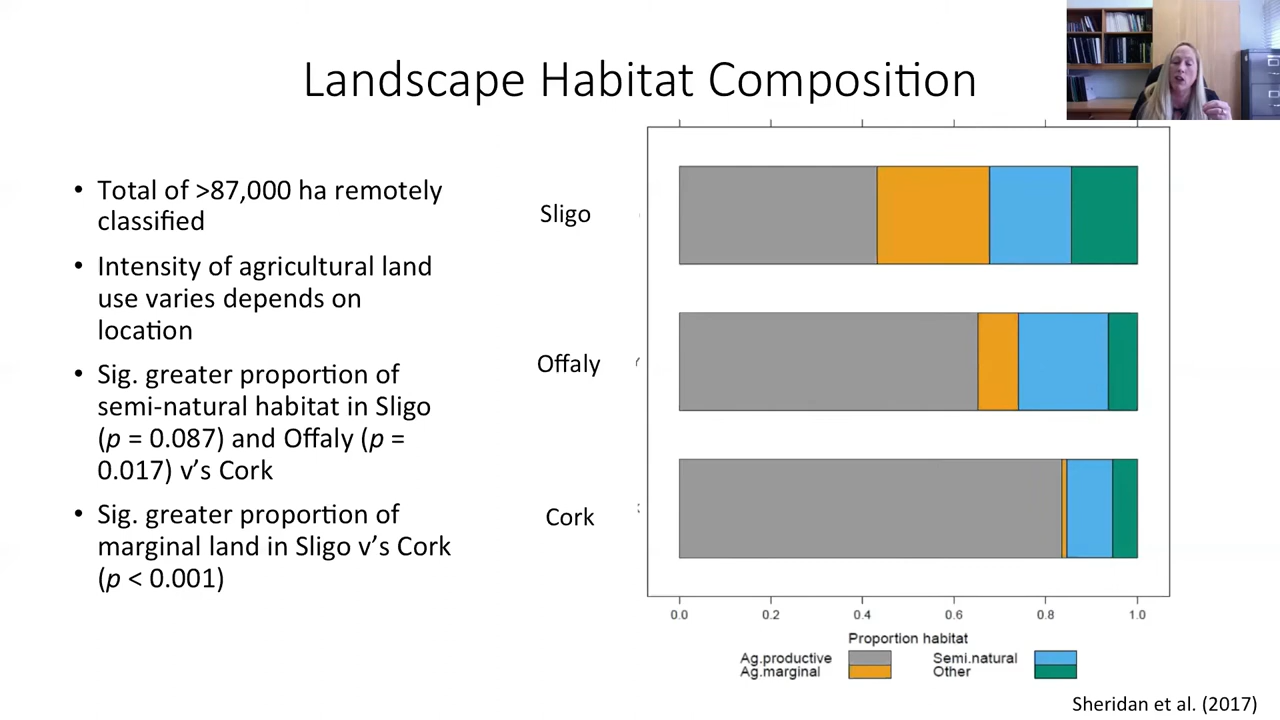 Landscape Habitat Composition
• Total of >87,000 ha remotely
classified
• Intensity of agricultural land
use varies depends on
location
• Sig. greater proportion of
semi-natural habitat in Sligo
(p = 0.087) and Offaly (p =
0.017) v’s Cork
• Sig. greater proportion of
marginal land in Sligo v’s Cork
(p < 0.001)
Sligo
Offaly
Cork
0.0 0.2 0.4 0.6 0.8 1.0
Proportion habitat
Ag.productive Semi.natural
Ag.marginal Other
Sheridan et al. (2017)